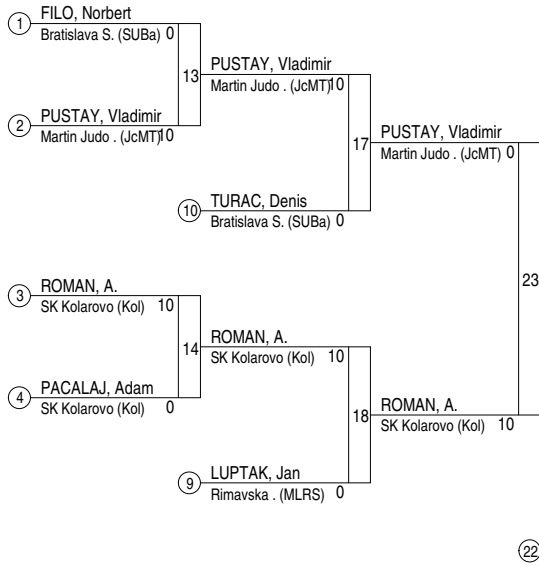 1 FILO, Norbert
Bratislava S. (SUBa) 0
13
2 PUSTAY, Vladimir
Martin Judo . (JcMT) 10
PUSTAY, Vladimir
Martin Judo . (JcMT) 10
17
10 TURAC, Denis
Bratislava S. (SUBa) 0
PUSTAY, Vladimir
Martin Judo . (JcMT) 0
23
3 ROMAN, A.
SK Kolarovo (Kol) 10
14
4 PACALAJ, Adam
SK Kolarovo (Kol) 0
ROMAN, A.
SK Kolarovo (Kol) 10
18
9 LUPTAK, Jan
Rimavska . (MLRS) 0
ROMAN, A.
SK Kolarovo (Kol) 10
22